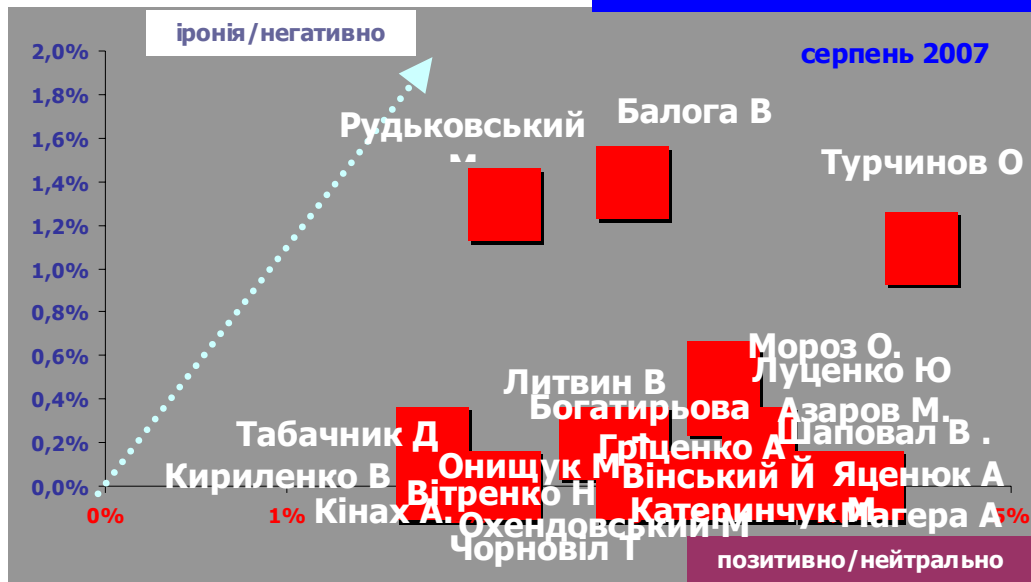 іронія/негативно
серпень 2007
2,0%
1,8%
1,6%
1,4%
1,2%
1,0%
0,8%
0,6%
0,4%
0,2%
0,0%
Балога В
Рудьковський
М
Турчинов О
Мороз О.
Луценко Ю
Литвин В
Богатирьова
Азаров М.
Табачник Д
Гріценко А
Шаповал В .
Кириленко В
Онищук М
Вінський Й
Яценюк А
Вітренко Н
Кінах А.
Катеринчук М
Магера А
Охендовський М
Чорновіл Т
0%
1%
5%
позитивно/нейтрально